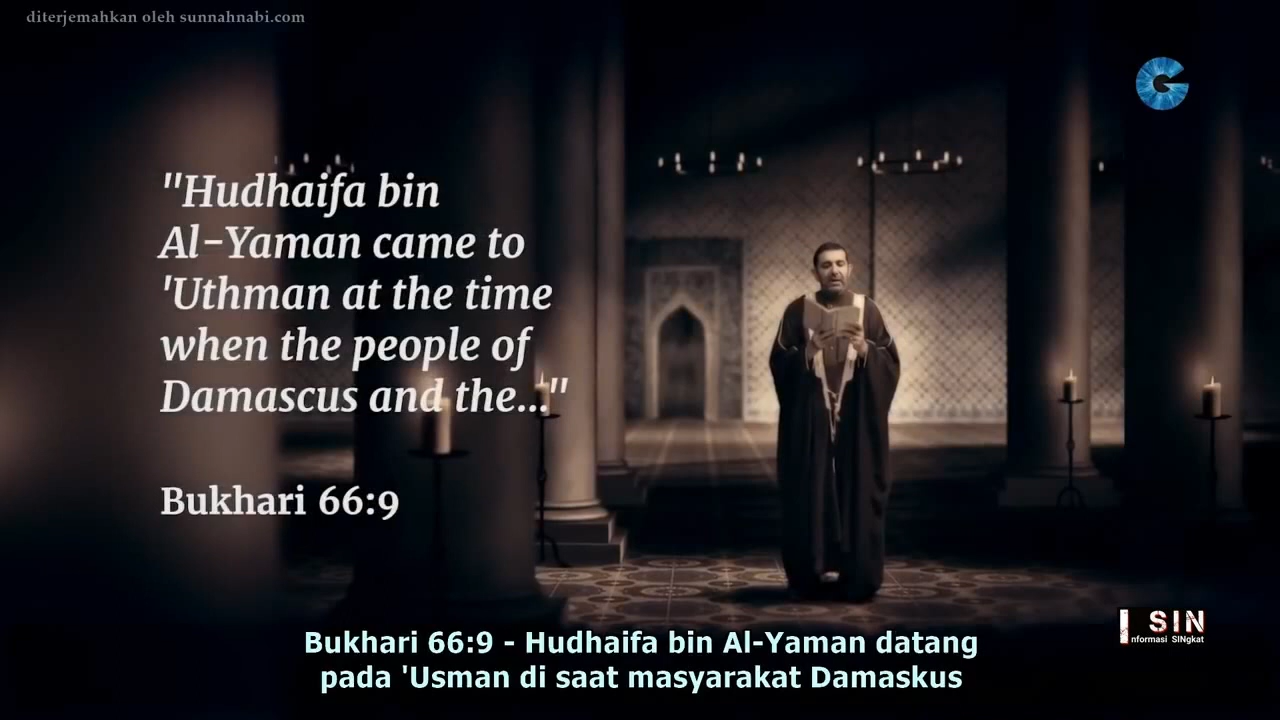 diterjemahkan oleh sunnahnabi.com
G
"Hudhaifa bin
Al-Yaman came to
'Uthman at the time
when the people of
Damascus and the..."
Bukhari 66:9
I SIN
nformasi SINgkat
Bukhari 66:9 - Hudhaifa bin Al-Yaman datang
pada 'Usman di saat masyarakat Damaskus